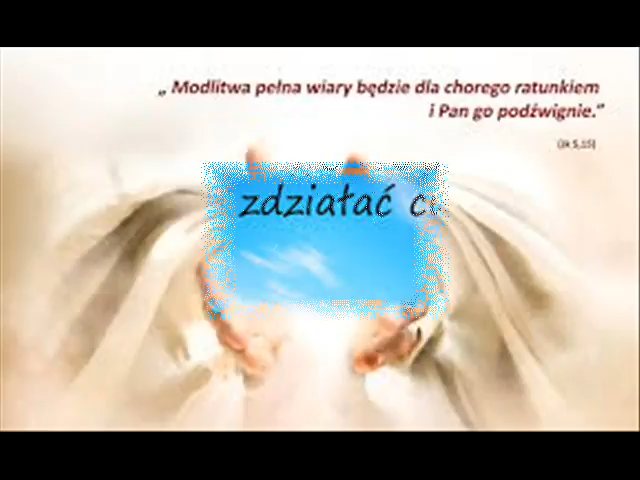 „ Modlitwa pełna wiary będzie dla chorego ratunkiem
i Pan go podźwignie.”
(Jk 5,15)
zdziałać